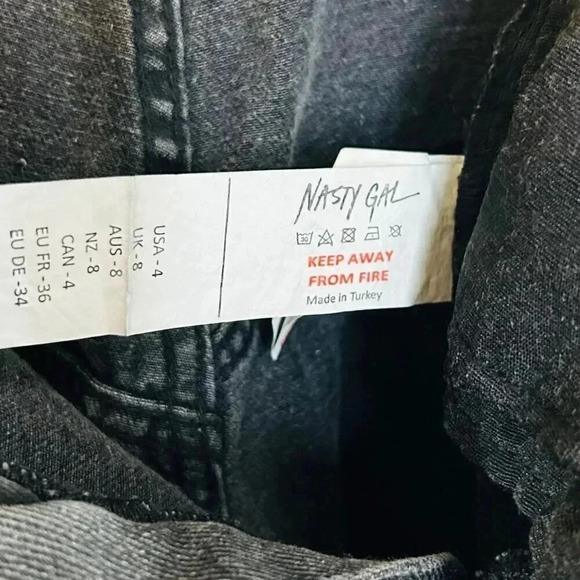 NASTY GAL
30
KEEP AWAY
FROM FIRE
Made in Turkey
USA -4
UK -8
AUS -8
NZ -8
CAN -4
EU FR -36
EU DE -34